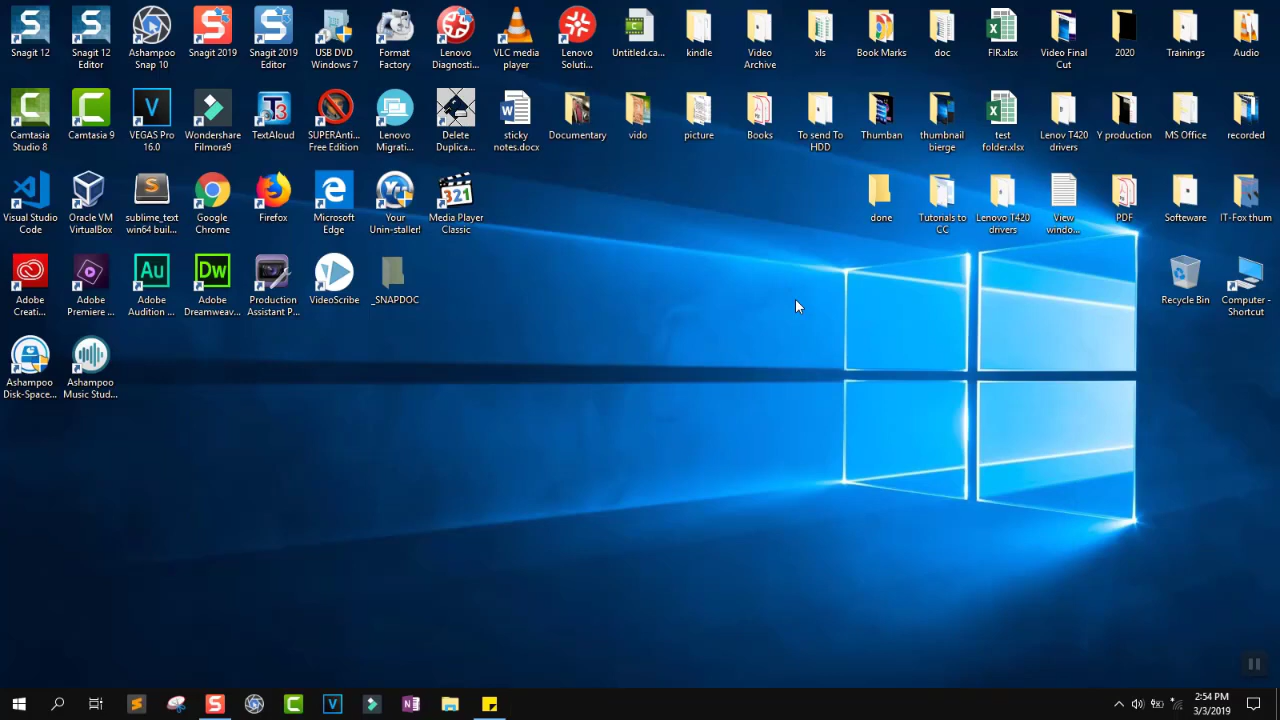 Snagit 12
Snagit 12 Editor
Ashampoo Snap 10
Snagit 2019
Snagit 2019 Editor
USB DVD Windows 7
Format Factory
Lenovo Diagnosti...
VLC media player
Lenovo Soluti...
Untitled.ca...
kindle
Video Archive
xls
Book Marks
doc
FIR.xlsx
Video Final Cut
2020
Trainings
Audio
Camtasia Studio 8
Camtasia 9
VEGAS Pro 16.0
Wondershare Filmora9
TextAloud
SUPERAnti... Free Edition
Lenovo Migrati...
Delete Duplica...
sticky notes.docx
Documentary
vido
picture
Books
To send To HDD
Thumban
thumbnail bierge
test folder.xlsx
Lenov T420 drivers
Y production
MS Office
recorded
Visual Studio Code
Oracle VM VirtualBox
sublime_text win64 buil...
Google Chrome
Firefox
Microsoft Edge
Your Unin-staller!
Media Player Classic
done
Tutorials to CC
Lenovo T420 drivers
View windo...
PDF
Softeware
IT-Fox thum
Adobe Creati...
Adobe Premiere ...
Adobe Audition ...
Adobe Dreamweav...
Production Assistant P...
VideoScribe
_SNAPDOC
Recycle Bin
Computer - Shortcut
Ashampoo Disk-Space...
Ashampoo Music Stud...
2:54 PM
3/3/2019